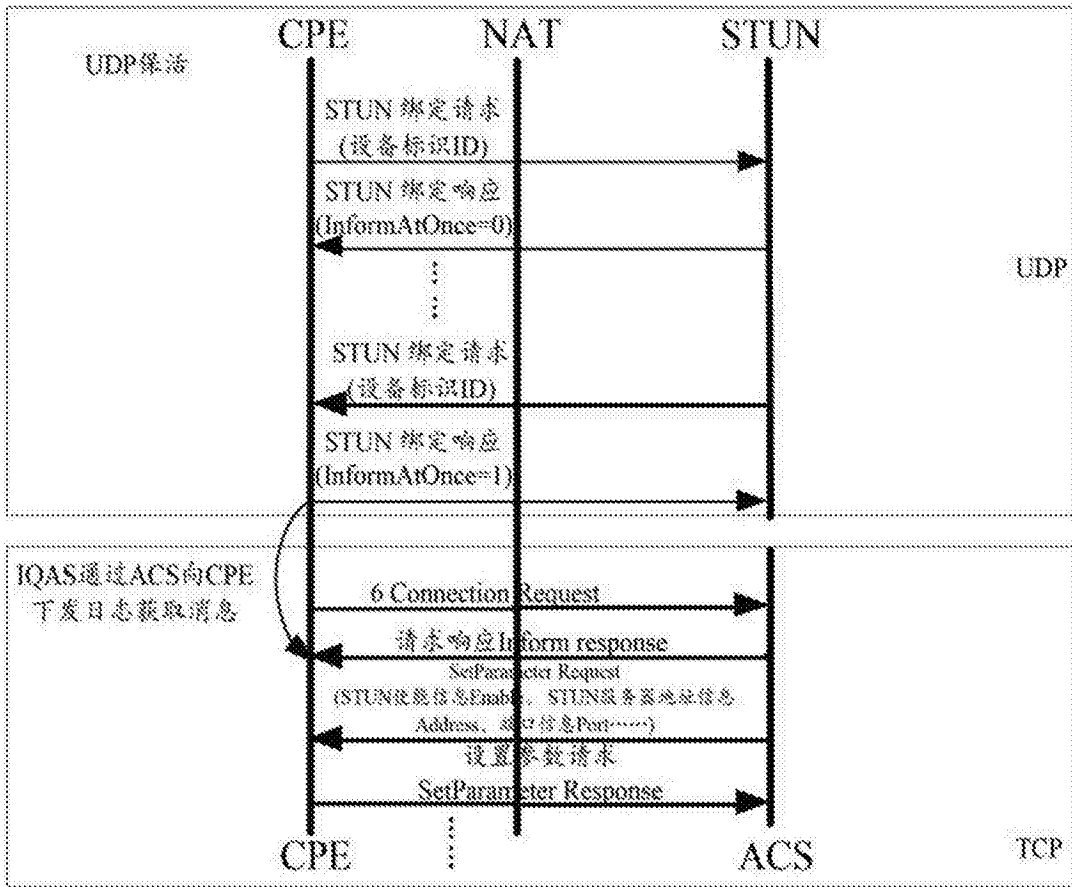 CPE NAT STUN
UDP保活
STUN 绑定请求
(设备标识ID)
STUN 绑定响应
(InformAtOnce=0)
UDP
STUN 绑定请求
(设备标识ID)
STUN 绑定响应
(InformAtOnce=1)
IQAS通过ACS向CPE
下发日志获取消息
6 Connection Request
请求响应Inform response
SetParameter Request
(STUN使能信息Enable、STUN服务器地址信息
Address、端口信息Port……)
设置参数请求
SetParameter Response
CPE ACS
TCP